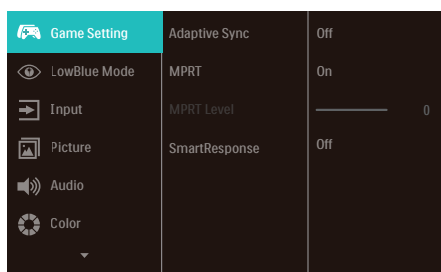 Game Setting Adaptive Sync Off
LowBlue Mode MPRT On
Input MPRT Level 0
Picture SmartResponse Off
Audio
Color